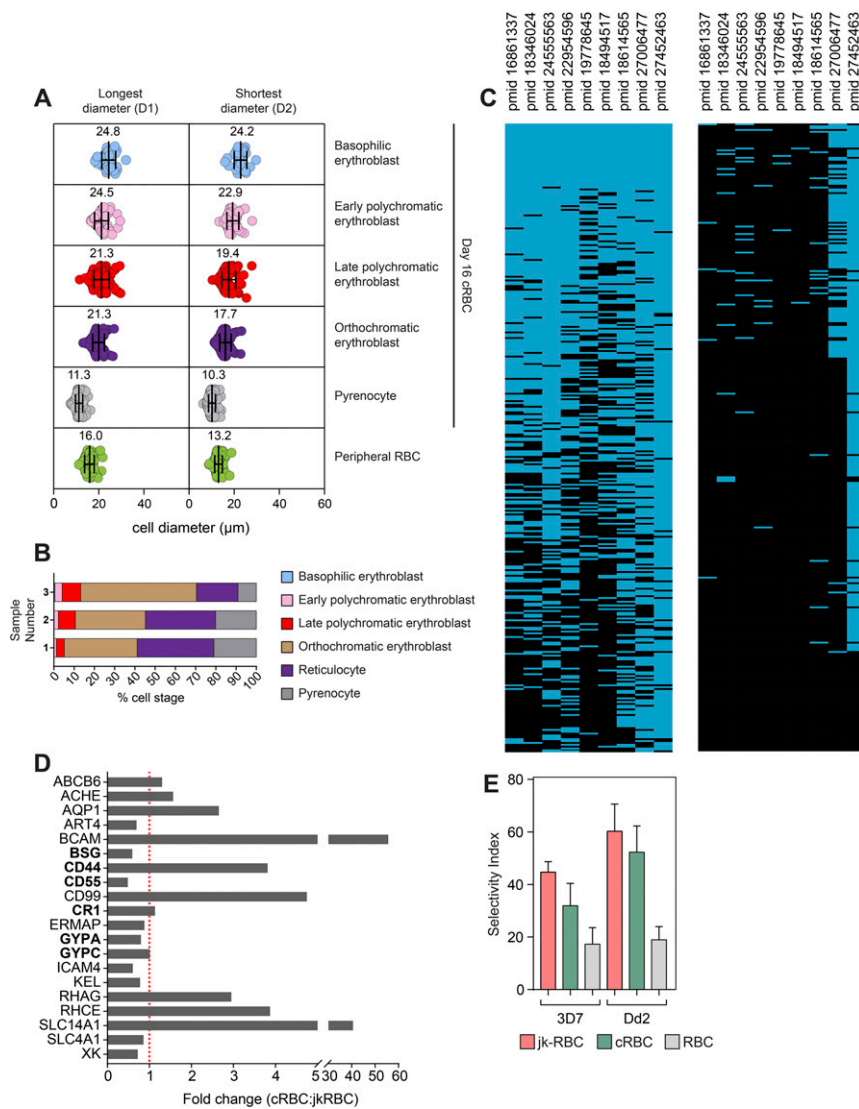 pmid 16861337
pmid 18346024
pmid 24555563
pmid 22954596
pmid 19778645
pmid 18494517
pmid 18614565
pmid 27006477
pmid 27452463
pmid 16861337
pmid 18346024
pmid 24555563
pmid 22954596
pmid 19778645
pmid 18494517
pmid 18614565
pmid 27006477
pmid 27452463
A
Longest diameter (D1)
Shortest diameter (D2)
C
24.8 24.2
Basophilic erythroblast
24.5 22.9
Early polychromatic erythroblast
21.3 19.4
Late polychromatic erythroblast
21.3 17.7
Orthochromatic erythroblast
11.3 10.3
Pyrenocyte
16.0 13.2
Peripheral RBC
Day 16 cRBC
0 20 40 0 20 40 60
cell diameter (µm)
B
Sample Number
3
2
1
0 10 20 30 40 50 60 70 80 90 100
% cell stage
Basophilic erythroblast
Early polychromatic erythroblast
Late polychromatic erythroblast
Orthochromatic erythroblast
Reticulocyte
Pyrenocyte
D
ABCB6
ACHE
AQP1
ART4
BCAM
BSG
CD44
CD55
CD99
CR1
ERMAP
GYPA
GYPC
ICAM4
KEL
RHAG
RHCE
SLC14A1
SLC4A1
XK
0 1 2 3 4 5 30 40 50 60
Fold change (cRBC:jkRBC)
E
Selectivity Index
80
60
40
20
0
3D7 Dd2
jk-RBC cRBC RBC